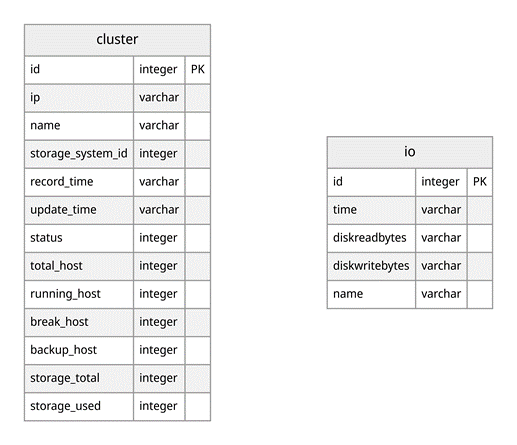 cluster
id integer PK
ip varchar
name varchar
storage_system_id integer
record_time varchar
update_time varchar
status integer
total_host integer
running_host integer
break_host integer
backup_host integer
storage_total integer
storage_used integer
io
id integer PK
time varchar
diskreadbytes varchar
diskwritebytes varchar
name varchar